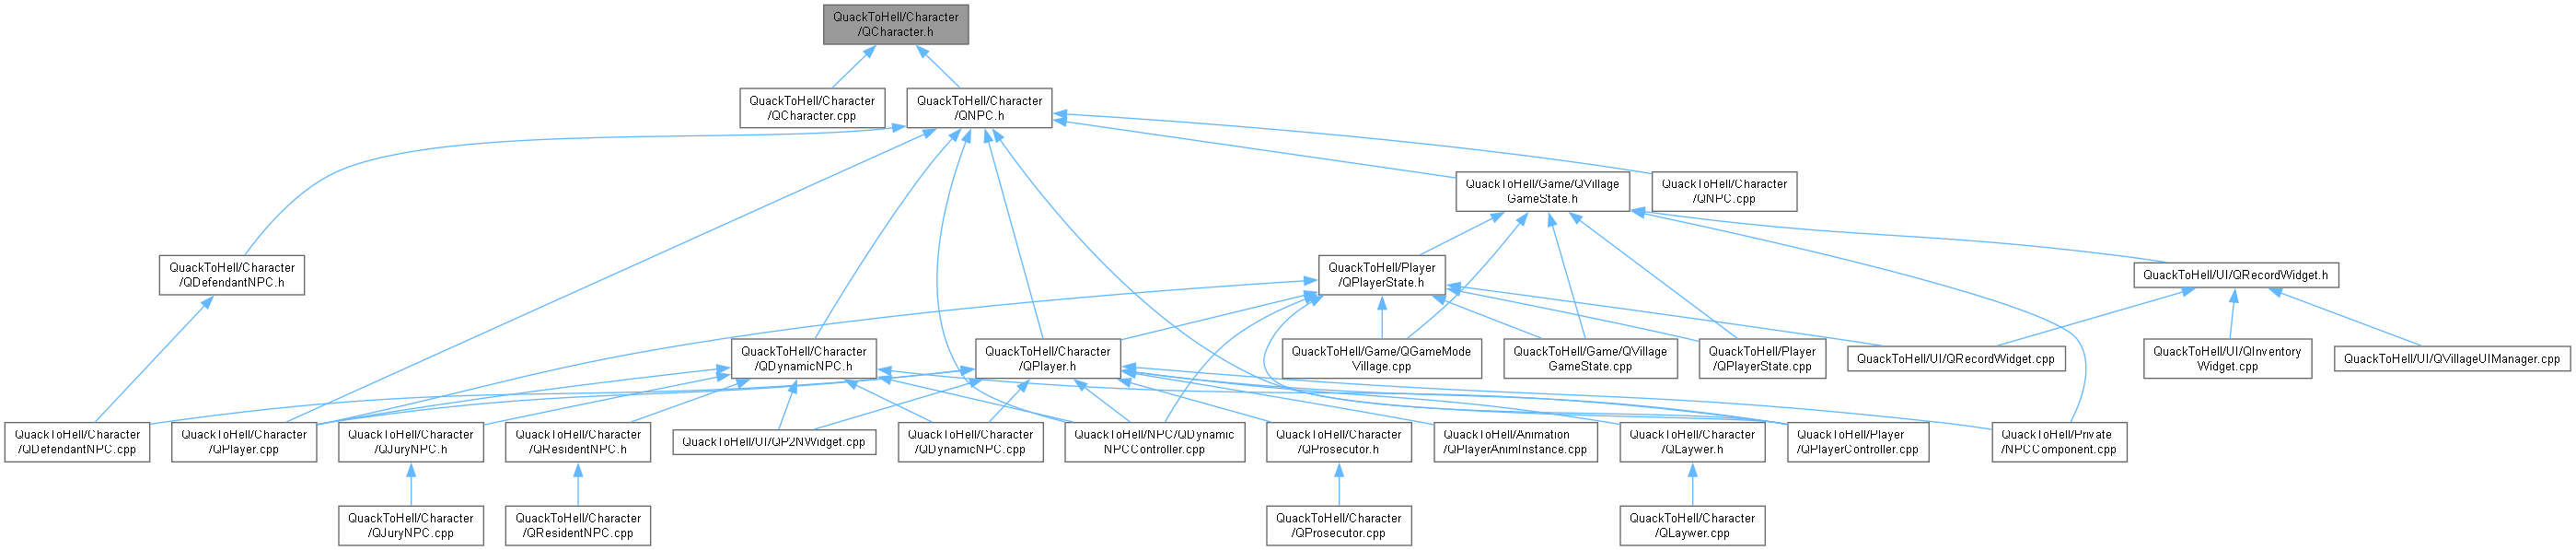 QuackToHell/Character
/QCharacter.h
QuackToHell/Character
/QCharacter.cpp
QuackToHell/Character
/QNPC.h
QuackToHell/Game/QVillage
GameState.h
QuackToHell/Character
/QNPC.cpp
QuackToHell/Character
/QDefendantNPC.h
QuackToHell/Player
/QPlayerState.h
QuackToHell/UI/QRecordWidget.h
QuackToHell/Character
/QDynamicNPC.h
QuackToHell/Character
/QPlayer.h
QuackToHell/Game/QGameMode
Village.cpp
QuackToHell/Game/QVillage
GameState.cpp
QuackToHell/Player
/QPlayerState.cpp
QuackToHell/UI/QRecordWidget.cpp
QuackToHell/UI/QInventory
Widget.cpp
QuackToHell/UI/QVillageUIManager.cpp
QuackToHell/Character
/QDefendantNPC.cpp
QuackToHell/Character
/QPlayer.cpp
QuackToHell/Character
/QJuryNPC.h
QuackToHell/Character
/QResidentNPC.h
QuackToHell/UI/QP2NWidget.cpp
QuackToHell/Character
/QDynamicNPC.cpp
QuackToHell/NPC/QDynamic
NPCController.cpp
QuackToHell/Character
/QProsecutor.h
QuackToHell/Animation
/QPlayerAnimInstance.cpp
QuackToHell/Character
/QLaywer.h
QuackToHell/Player
/QPlayerController.cpp
QuackToHell/Private
/NPCComponent.cpp
QuackToHell/Character
/QJuryNPC.cpp
QuackToHell/Character
/QResidentNPC.cpp
QuackToHell/Character
/QProsecutor.cpp
QuackToHell/Character
/QLaywer.cpp